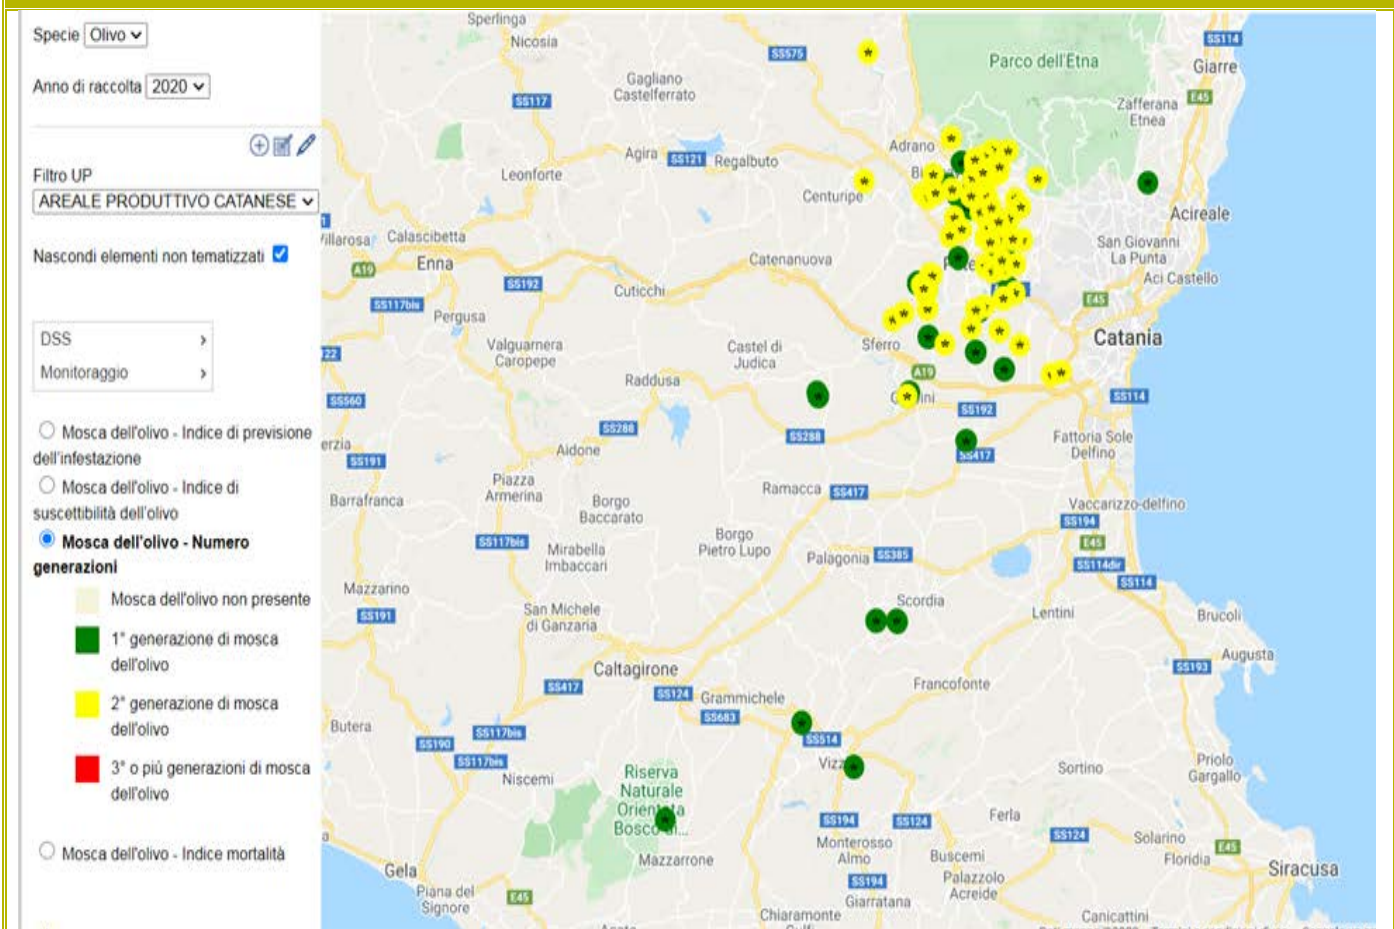 Specie Olivo
Anno di raccolta 2020
Filtro UP
AREALE PRODUTTIVO CATANESE
Nascondi elementi non tematizzati
DSS
Monitoraggio
Mosca dell'olivo - Indice di previsione
dell'infestazione
Mosca dell'olivo - Indice di
suscettibilità dell'olivo
Mosca dell'olivo - Numero
generazioni
Mosca dell'olivo non presente
1° generazione di mosca
dell'olivo
2° generazione di mosca
dell'olivo
3° o più generazioni di mosca
dell'olivo
Mosca dell'olivo - Indice mortalità
Sperlinga
Nicosia
SS575
SS114
Parco dell'Etna
Giarre
Gagliano
Castelferrato
SS117
Zafferana
Etnea
E45
Adrano
Agira
SS121
Regalbuto
Leonforte
Centuripe
Acireale
Villarosa
Calascibetta
San Giovanni
La Punta
Enna
A19
Catenanuova
Aci Castello
SS192
Cuticchi
E45
SS117bis
Pergusa
Catania
Valguarnera
Caropepe
Castel di
Judica
Sferro
22
Raddusa
A19
SS560
SS114
SS192
SS288
SS288
Fattoria Sole
Delfino
erzia
Aidone
SS417
SS191
Piazza
Armerina
Ramacca
SS417
Barrafranca
Borgo
Baccarato
Vaccarizzo-delfino
SS194
Borgo
Pietro Lupo
SS117bis
Mirabella
Imbaccari
Palagonia
SS385
E45
SS114dir
SS114
Mazzarino
Scordia
SS191
San Michele
di Ganzaria
Lentini
Brucoli
Augusta
Caltagirone
SS193
SS417
SS124
Grammichele
Francofonte
SS683
Butera
SS117bis
SS514
SS190
SS117bis
Niscemi
Riserva
Naturale
Orientata
Sortino
Priolo
Gargallo
SS194
SS124
Ferla
Monterosso
Almo
SS124
Solarino
E45
Mazzarrone
Buscemi
Floridia
Siracusa
Gela
SS194
Palazzolo
Acreide
Piana del
Signore
E45
Giarratana
Chiaramonte
Canicattini